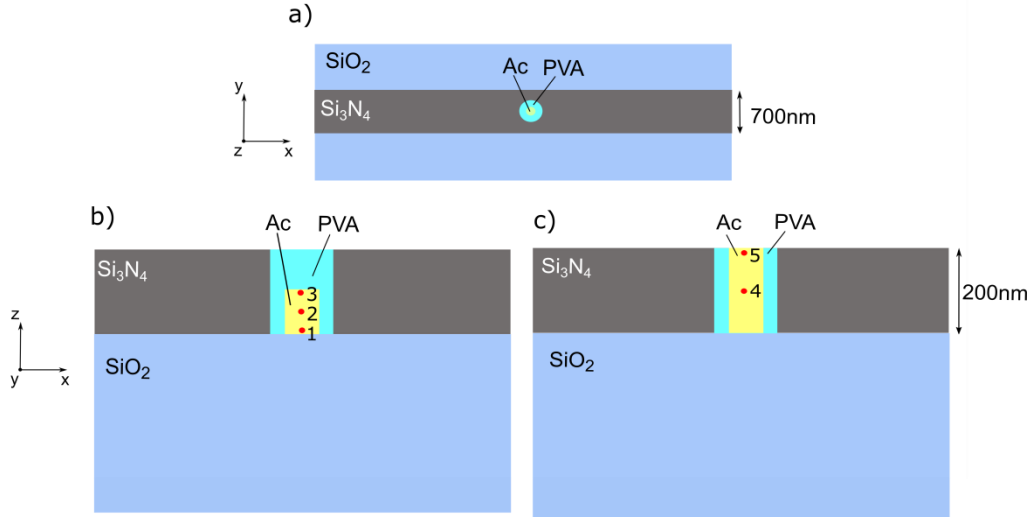 a)
SiO₂
Ac PVA
Si₃N₄
700nm
y
z x
b)
Ac PVA
Si₃N₄
3
2
1
SiO₂
z
y x
c)
Ac PVA
Si₃N₄
5
4
200nm
SiO₂